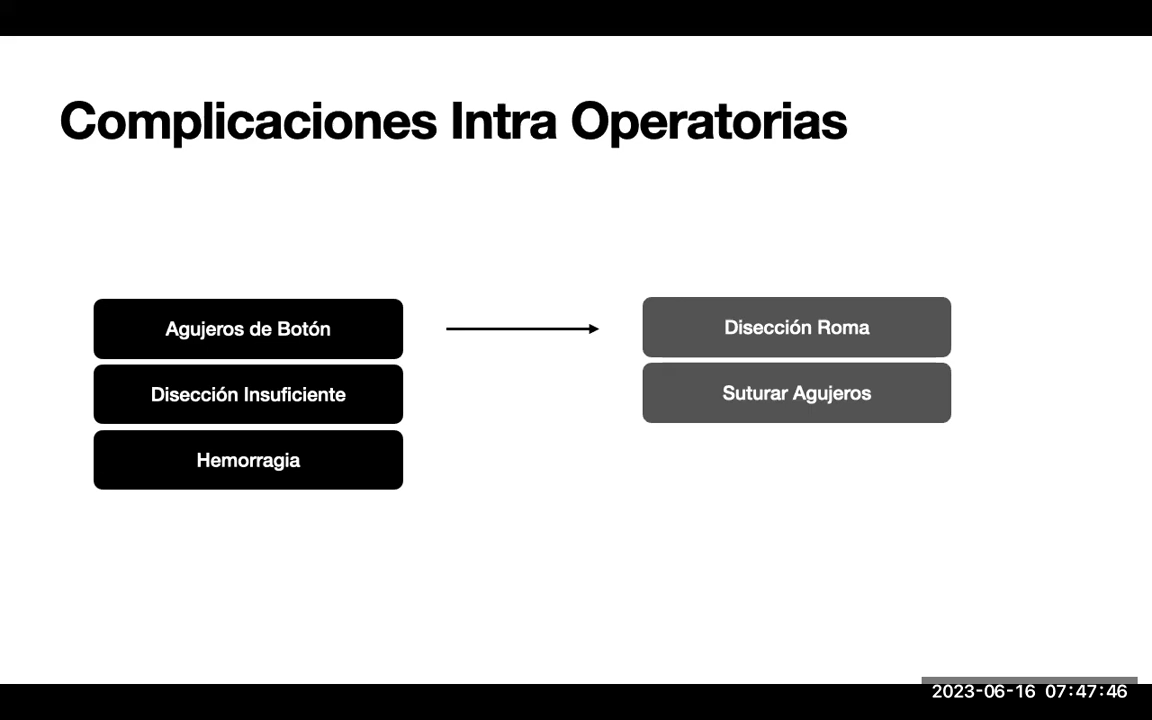 Complicaciones Intra Operatorias
Agujeros de Botón
Disección Insuficiente
Hemorragia
Disección Roma
Suturar Agujeros
2023-06-16 07:47:46